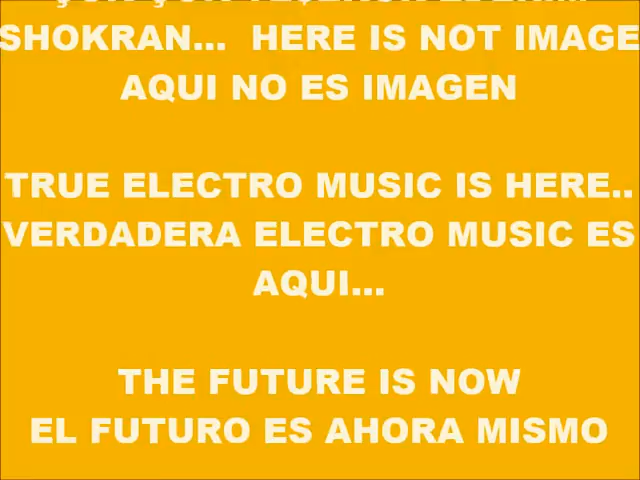 SHOKRAN... HERE IS NOT IMAGE
AQUI NO ES IMAGEN
TRUE ELECTRO MUSIC IS HERE..
VERDADERA ELECTRO MUSIC ES
AQUI...
THE FUTURE IS NOW
EL FUTURO ES AHORA MISMO